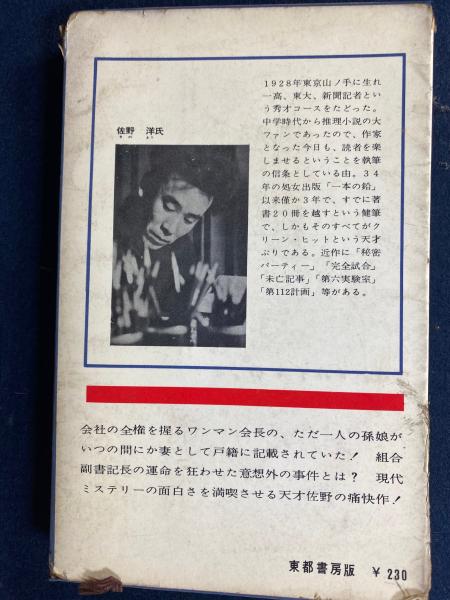 1928年東京山ノ手に生れ
一高、東大、新聞記者とい
う秀才コースをたどった。
中学時代から推理小説の大
ファンであったので、作家
となった今日も、読者を楽
しませるということを執筆
の信条としている由。34
年の処女出版「一本の鉛」
以来僅か3年で、すでに著
書20冊を越すという健筆
で、しかもそのすべてがク
リーン・ヒットという天才
ぶりである。近作に「秘密
パーティー」「完全試合」
「未亡記事」「第六実験室」
「第112計画」等がある。
佐野 洋氏
さの よう
会社の全権を握るワンマン会長の、ただ一人の孫娘が
いつの間にか妻として戸籍に記載されていた! 組合
副書記長の運命を狂わせた意想外の事件とは? 現代
ミステリーの面白さを満喫させる天才佐野の痛快作!
東都書房版 ¥230